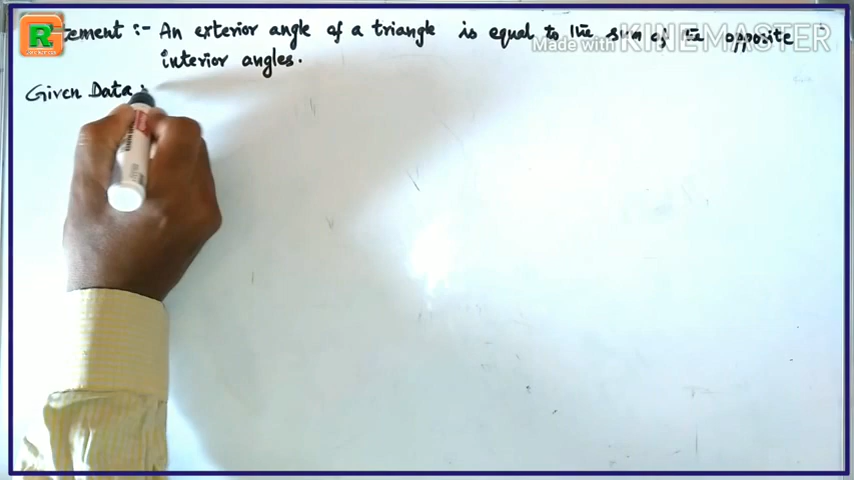 tement :- An exterior angle of a triangle is equal to the sum of the opposite
interior angles.
Given Data :
Made with KINEMASTER
R